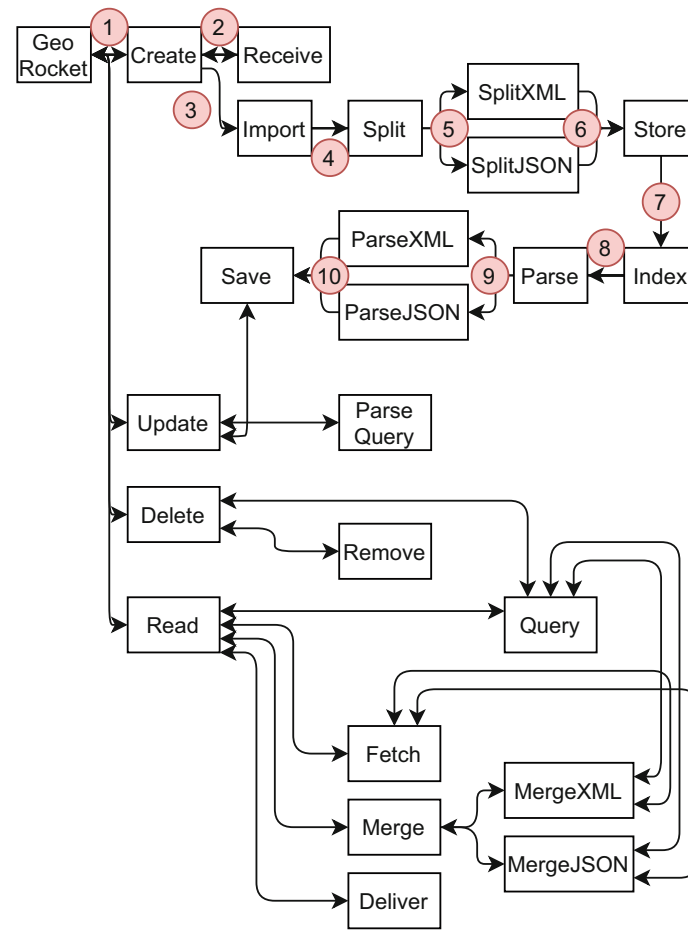 1
2
Geo
Rocket
Create
Receive
3
Import
4
Split
5
SplitXML
SplitJSON
6
Store
7
8
Save
10
ParseXML
ParseJSON
9
Parse
Index
Update
Parse
Query
Delete
Remove
Read
Query
Fetch
MergeXML
Merge
MergeJSON
Deliver